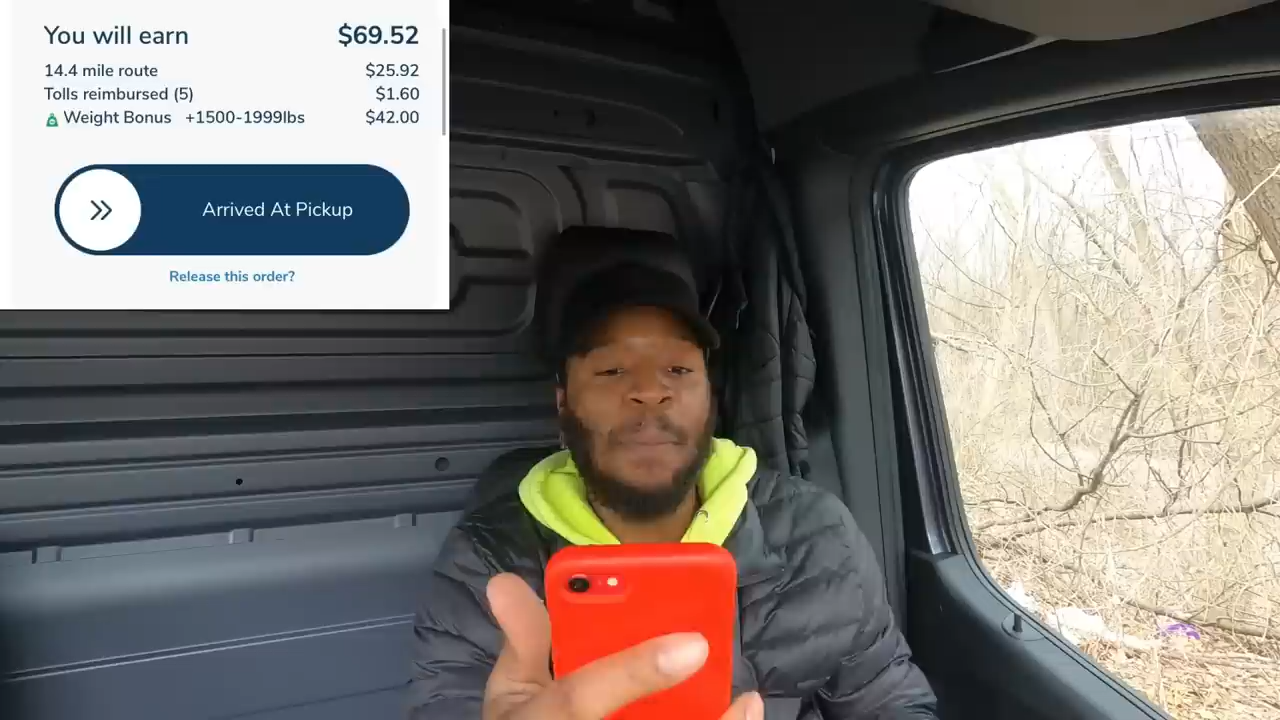 You will earn $69.52
14.4 mile route $25.92
Tolls reimbursed (5) $1.60
Weight Bonus +1500-1999lbs $42.00
Arrived At Pickup
Release this order?